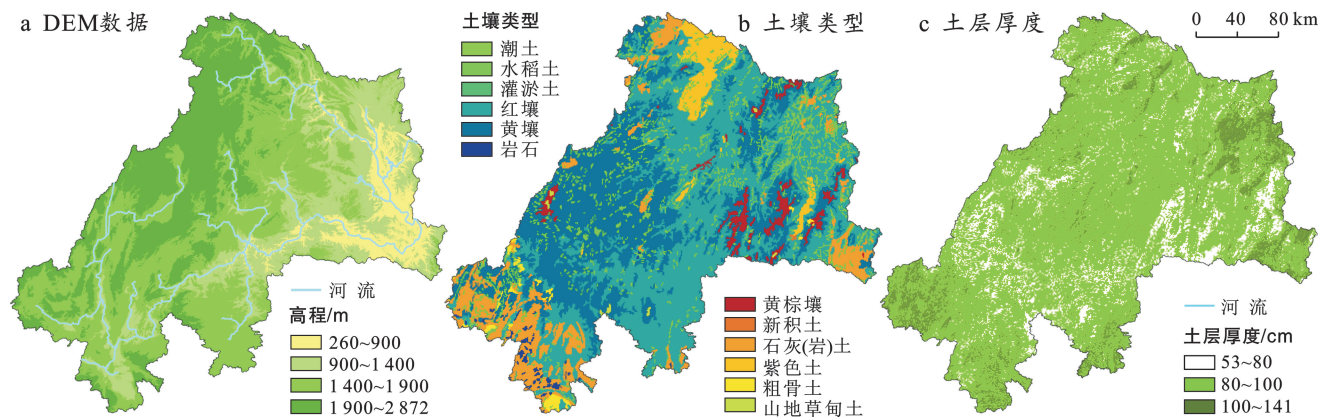 a DEM数据
河流
高程/m
260~900
900~1 400
1 400~1 900
1 900~2 872
土壤类型
潮土
水稻土
灌淤土
红壤
黄壤
岩石
b 土壤类型
黄棕壤
新积土
石灰(岩)土
紫色土
粗骨土
山地草甸土
c 土层厚度
0 40 80 km
河流
土层厚度/cm
53~80
80~100
100~141